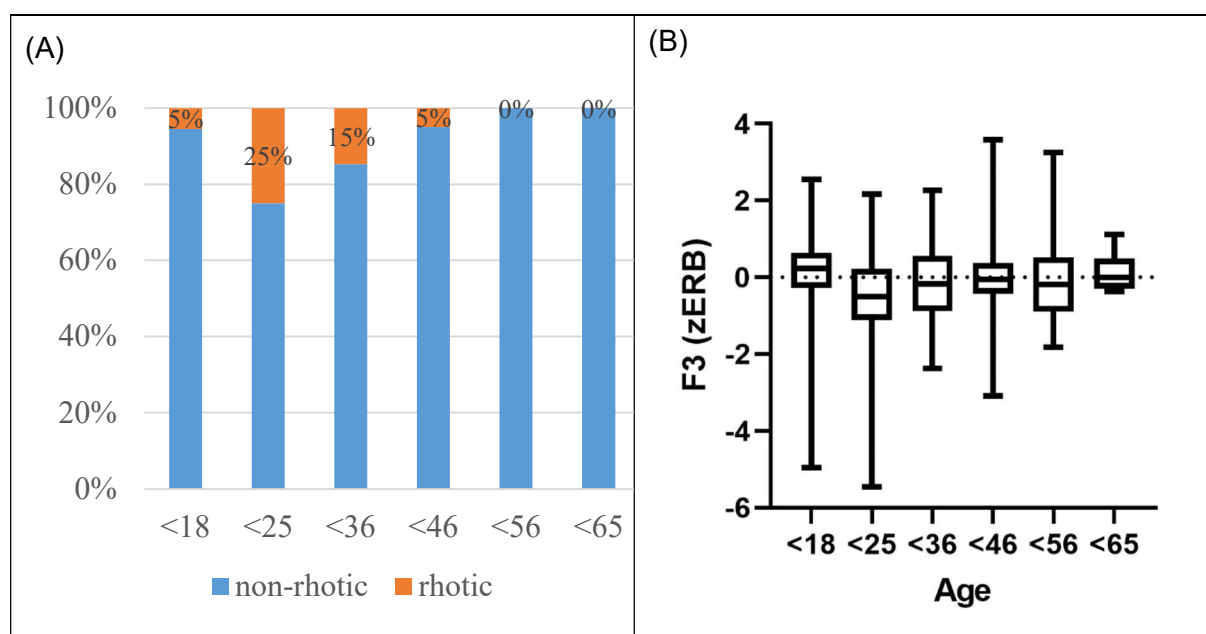 (A)
100%
80%
60%
40%
20%
0%
5%
25%
15%
5%
0%
0%
<18 <25 <36 <46 <56 <65
non-rhotic rhotic
(B)
F3 (zERB)
4
2
0
-2
-4
-6
<18 <25 <36 <46 <56 <65
Age